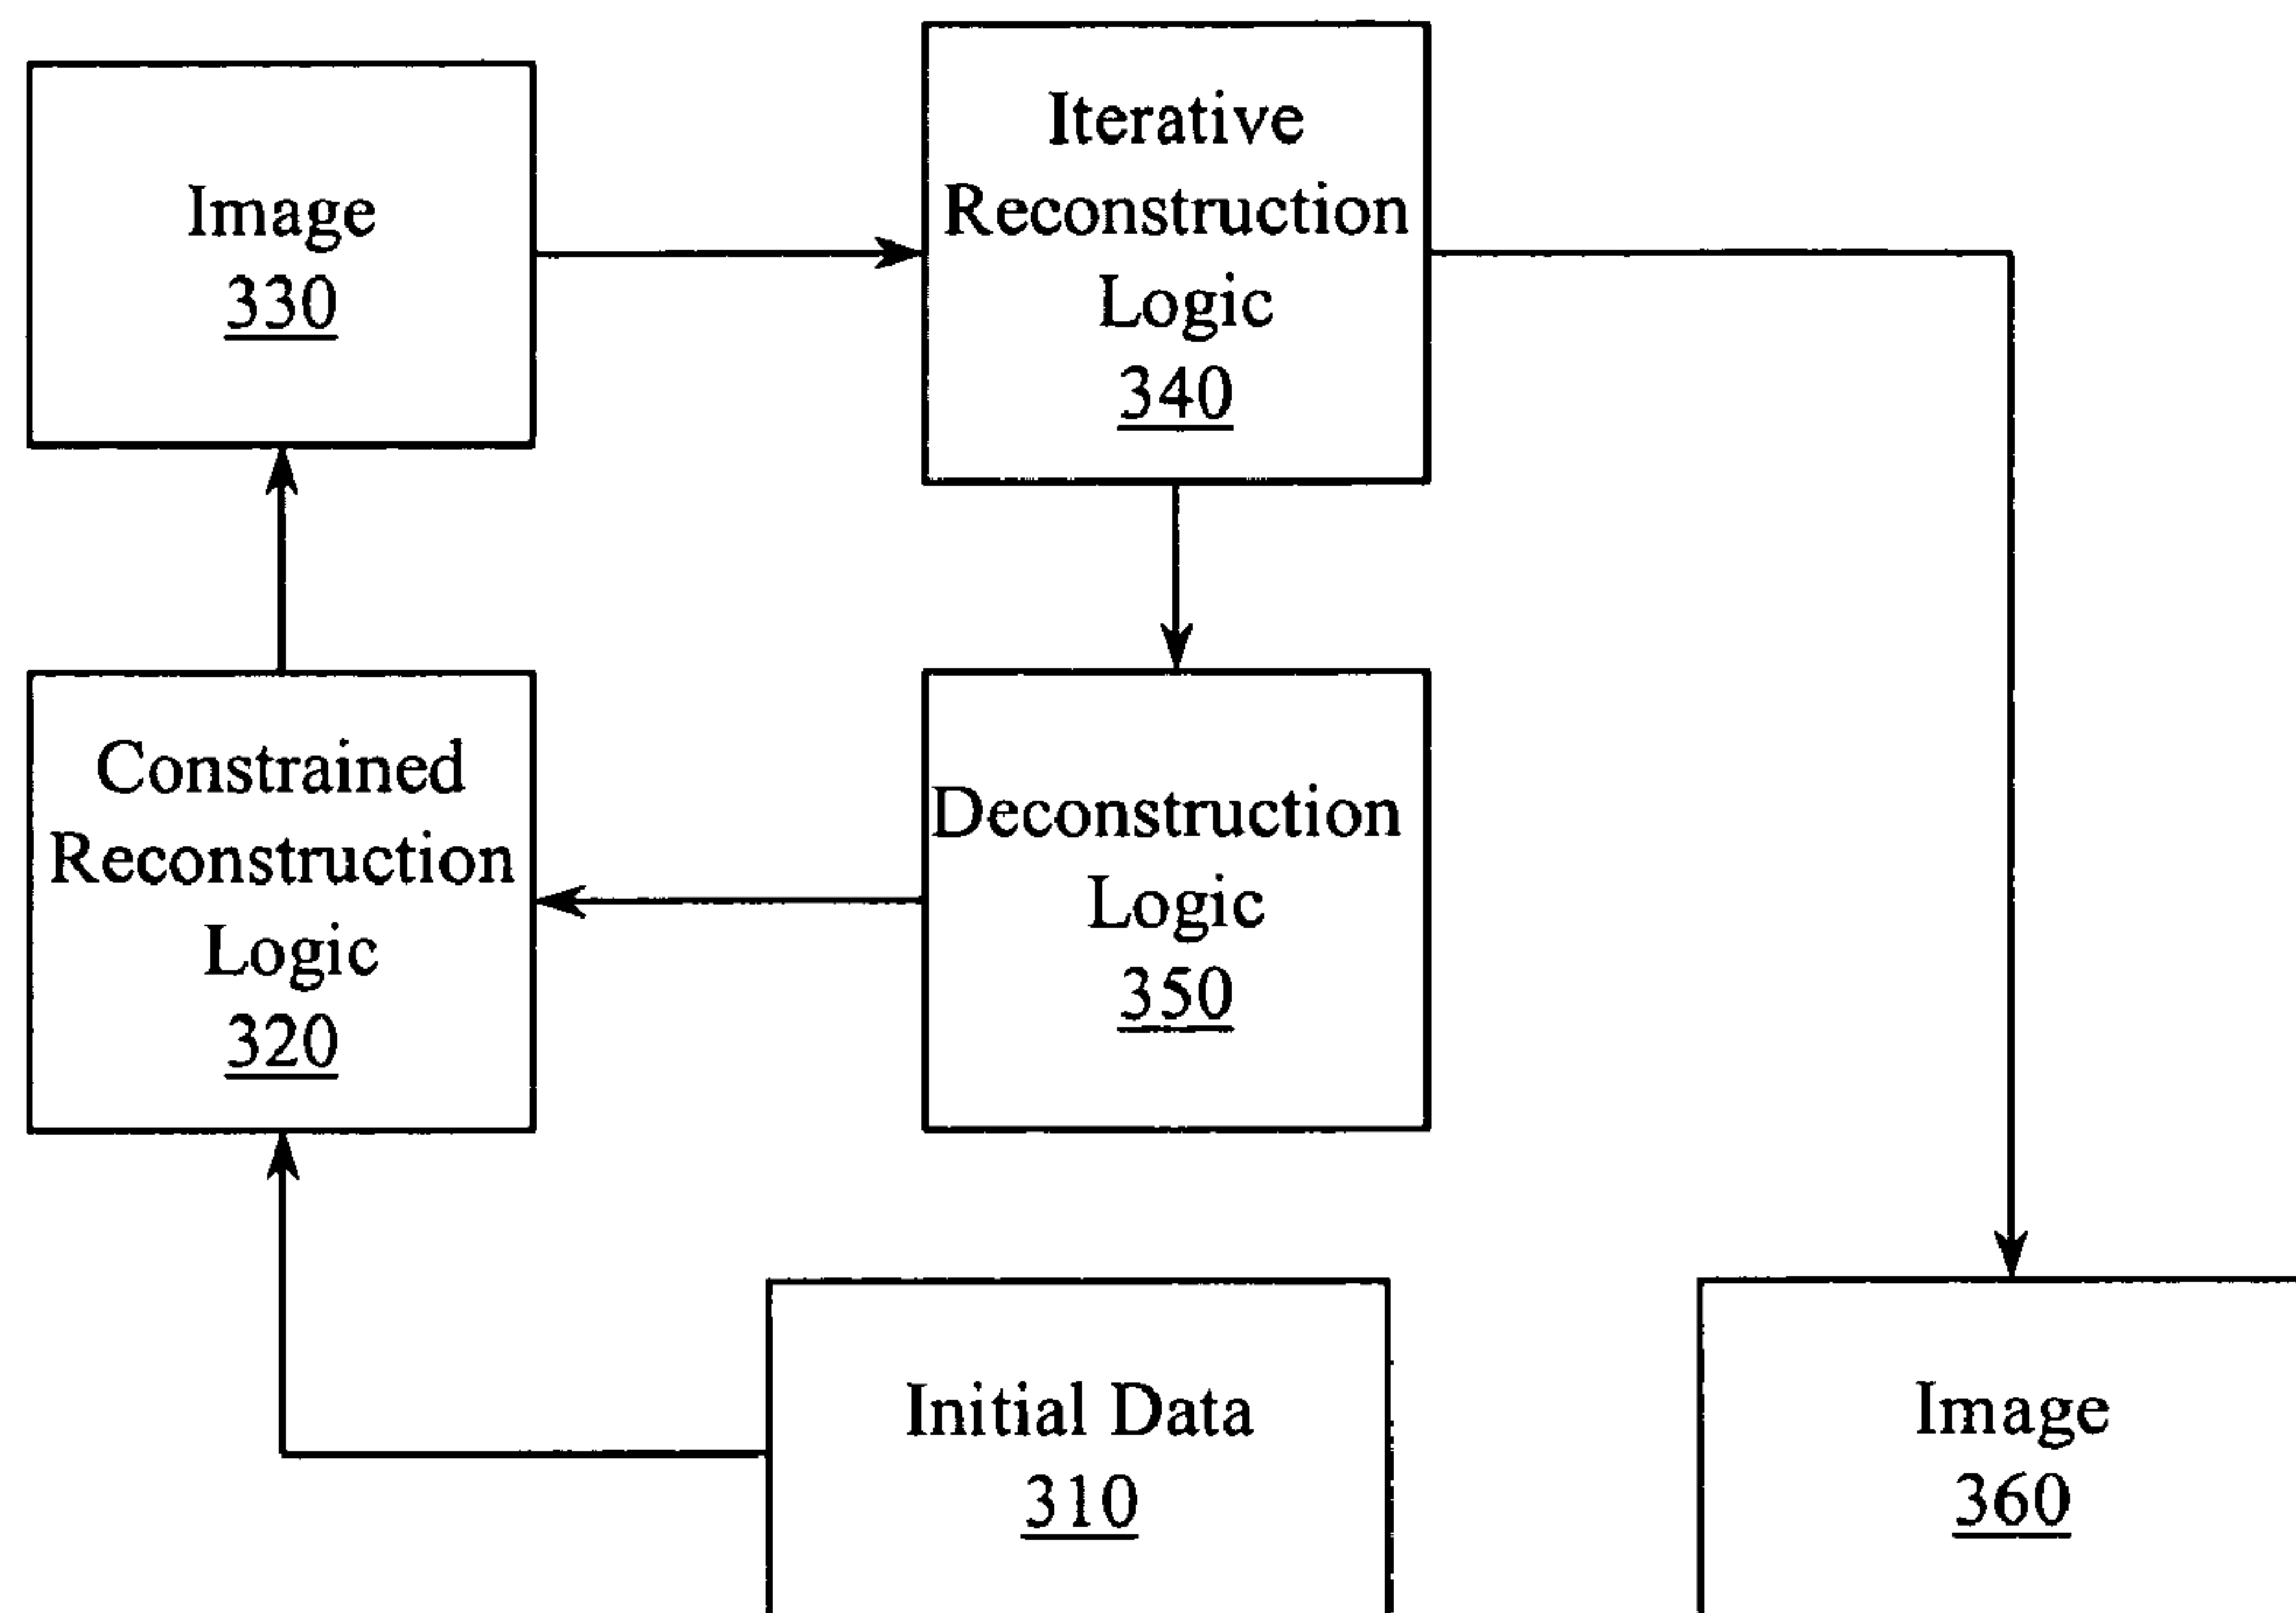 Image
330
Iterative
Reconstruction
Logic
340
Constrained
Reconstruction
Logic
320
Deconstruction
Logic
350
Initial Data
310
Image
360